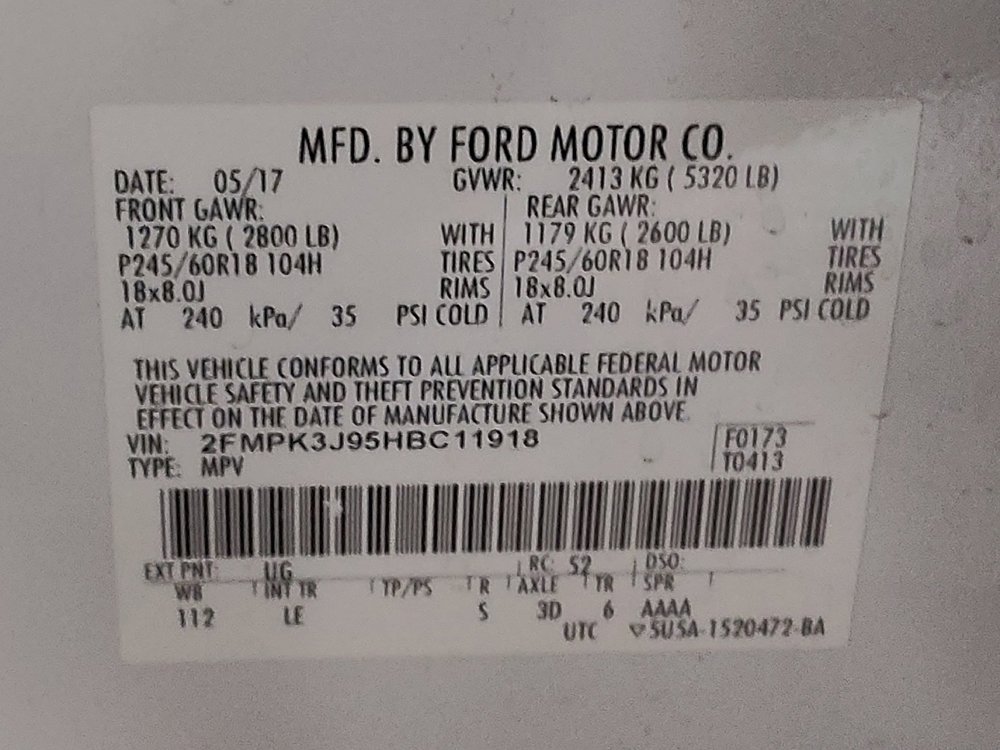 MFD. BY FORD MOTOR CO.
DATE: 05/17 GVWR: 2413 KG ( 5320 LB)
FRONT GAWR: REAR GAWR:
1270 KG ( 2800 LB) WITH 1179 KG ( 2600 LB) WITH
P245/60R18 104H TIRES P245/60R18 104H TIRES
18x8.0J RIMS 18x8.0J RIMS
AT 240 kPa/ 35 PSI COLD AT 240 kPa/ 35 PSI COLD
THIS VEHICLE CONFORMS TO ALL APPLICABLE FEDERAL MOTOR
VEHICLE SAFETY AND THEFT PREVENTION STANDARDS IN
EFFECT ON THE DATE OF MANUFACTURE SHOWN ABOVE.
VIN: 2FMPK3J95HBC11918 F0173
TYPE: MPV T0413
EXT PNT: UG RC: 52 DSO:
WB INT TR TP/PS R AXLE TR SPR
112 LE S 3D 6 AAAA
UTC ▽5U5A-1520472-BA